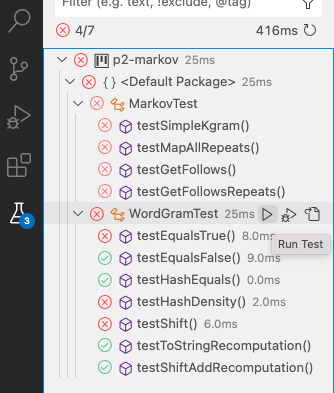 Filter (e.g. text, !exclude, @tag)
4/7 416ms
p2-markov 25ms
{ } <Default Package> 25ms
MarkovTest
testSimpleKgram()
testMapAllRepeats()
testGetFollows()
testGetFollowsRepeats()
WordGramTest 25ms
Run Test
testEqualsTrue() 8.0ms
testEqualsFalse() 9.0ms
testHashEquals() 0.0ms
testHashDensity() 2.0ms
testShift() 6.0ms
testToStringRecomputation()
testShiftAddRecomputation()
3